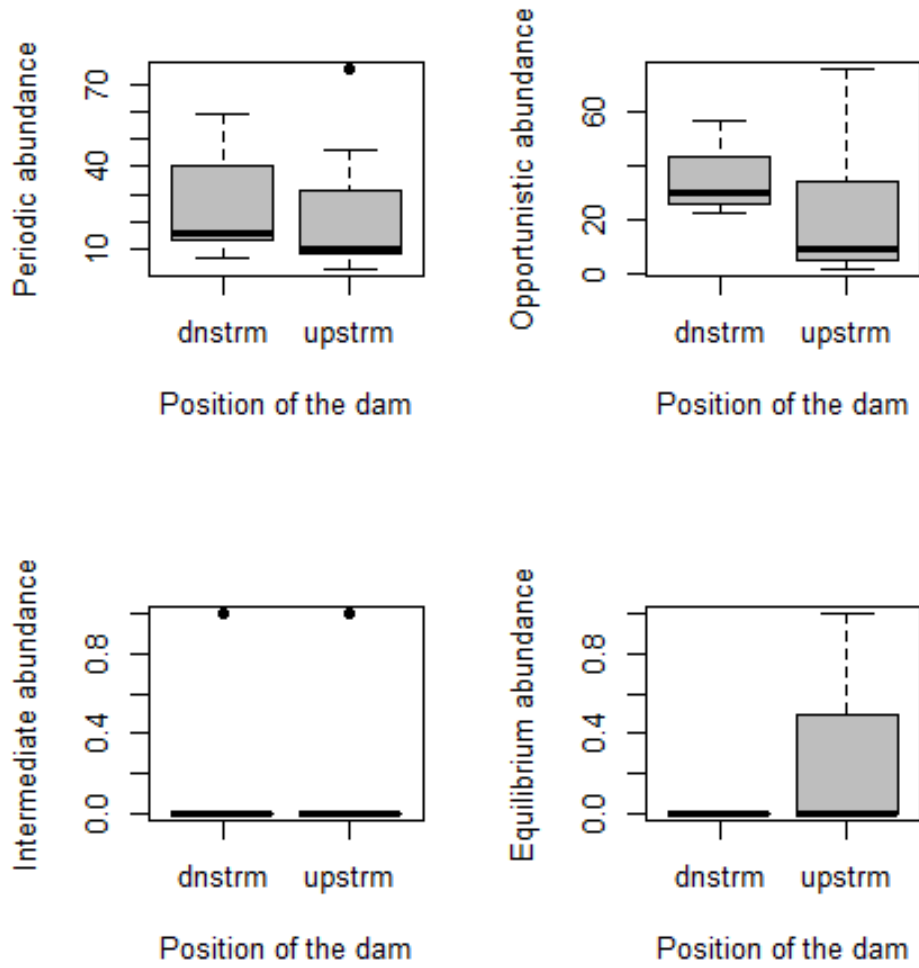 Periodic abundance
70
40
10
dnstrm
upstrm
Position of the dam
Opportunistic abundance
60
20
0
dnstrm
upstrm
Position of the dam
Intermediate abundance
0.8
0.4
0.0
dnstrm
upstrm
Position of the dam
Equilibrium abundance
0.8
0.4
0.0
dnstrm
upstrm
Position of the dam